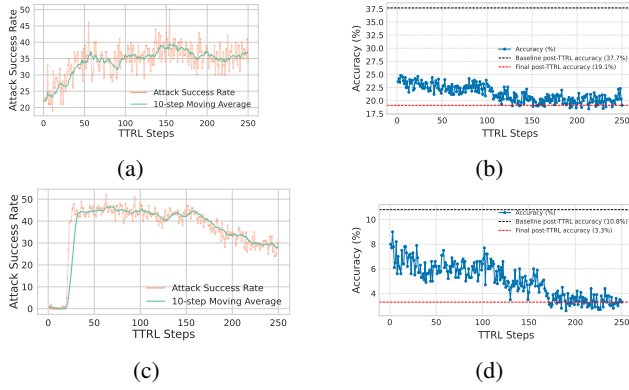 Attack Success Rate
45
40
35
30
25
20
Attack Success Rate
10-step Moving Average
0
50
100
150
200
250
TTRL Steps
(a)
Accuracy (%)
37.5
35.0
32.5
30.0
27.5
25.0
22.5
20.0
17.5
Accuracy (%)
Baseline post-TTRL accuracy (37.7%)
Final post-TTRL accuracy (19.1%)
0
50
100
150
200
250
TTRL Steps
(b)
Attack Success Rate
50
40
30
20
10
0
Attack Success Rate
10-step Moving Average
0
50
100
150
200
250
TTRL Steps
(c)
Accuracy (%)
10
8
6
4
Accuracy (%)
Baseline post-TTRL accuracy (10.8%)
Final post-TTRL accuracy (3.3%)
0
50
100
150
200
250
TTRL Steps
(d)